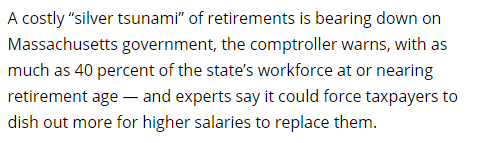 A costly “silver tsunami” of retirements is bearing down on
Massachusetts government, the comptroller warns, with as
much as 40 percent of the state’s workforce at or nearing
retirement age — and experts say it could force taxpayers to
dish out more for higher salaries to replace them.